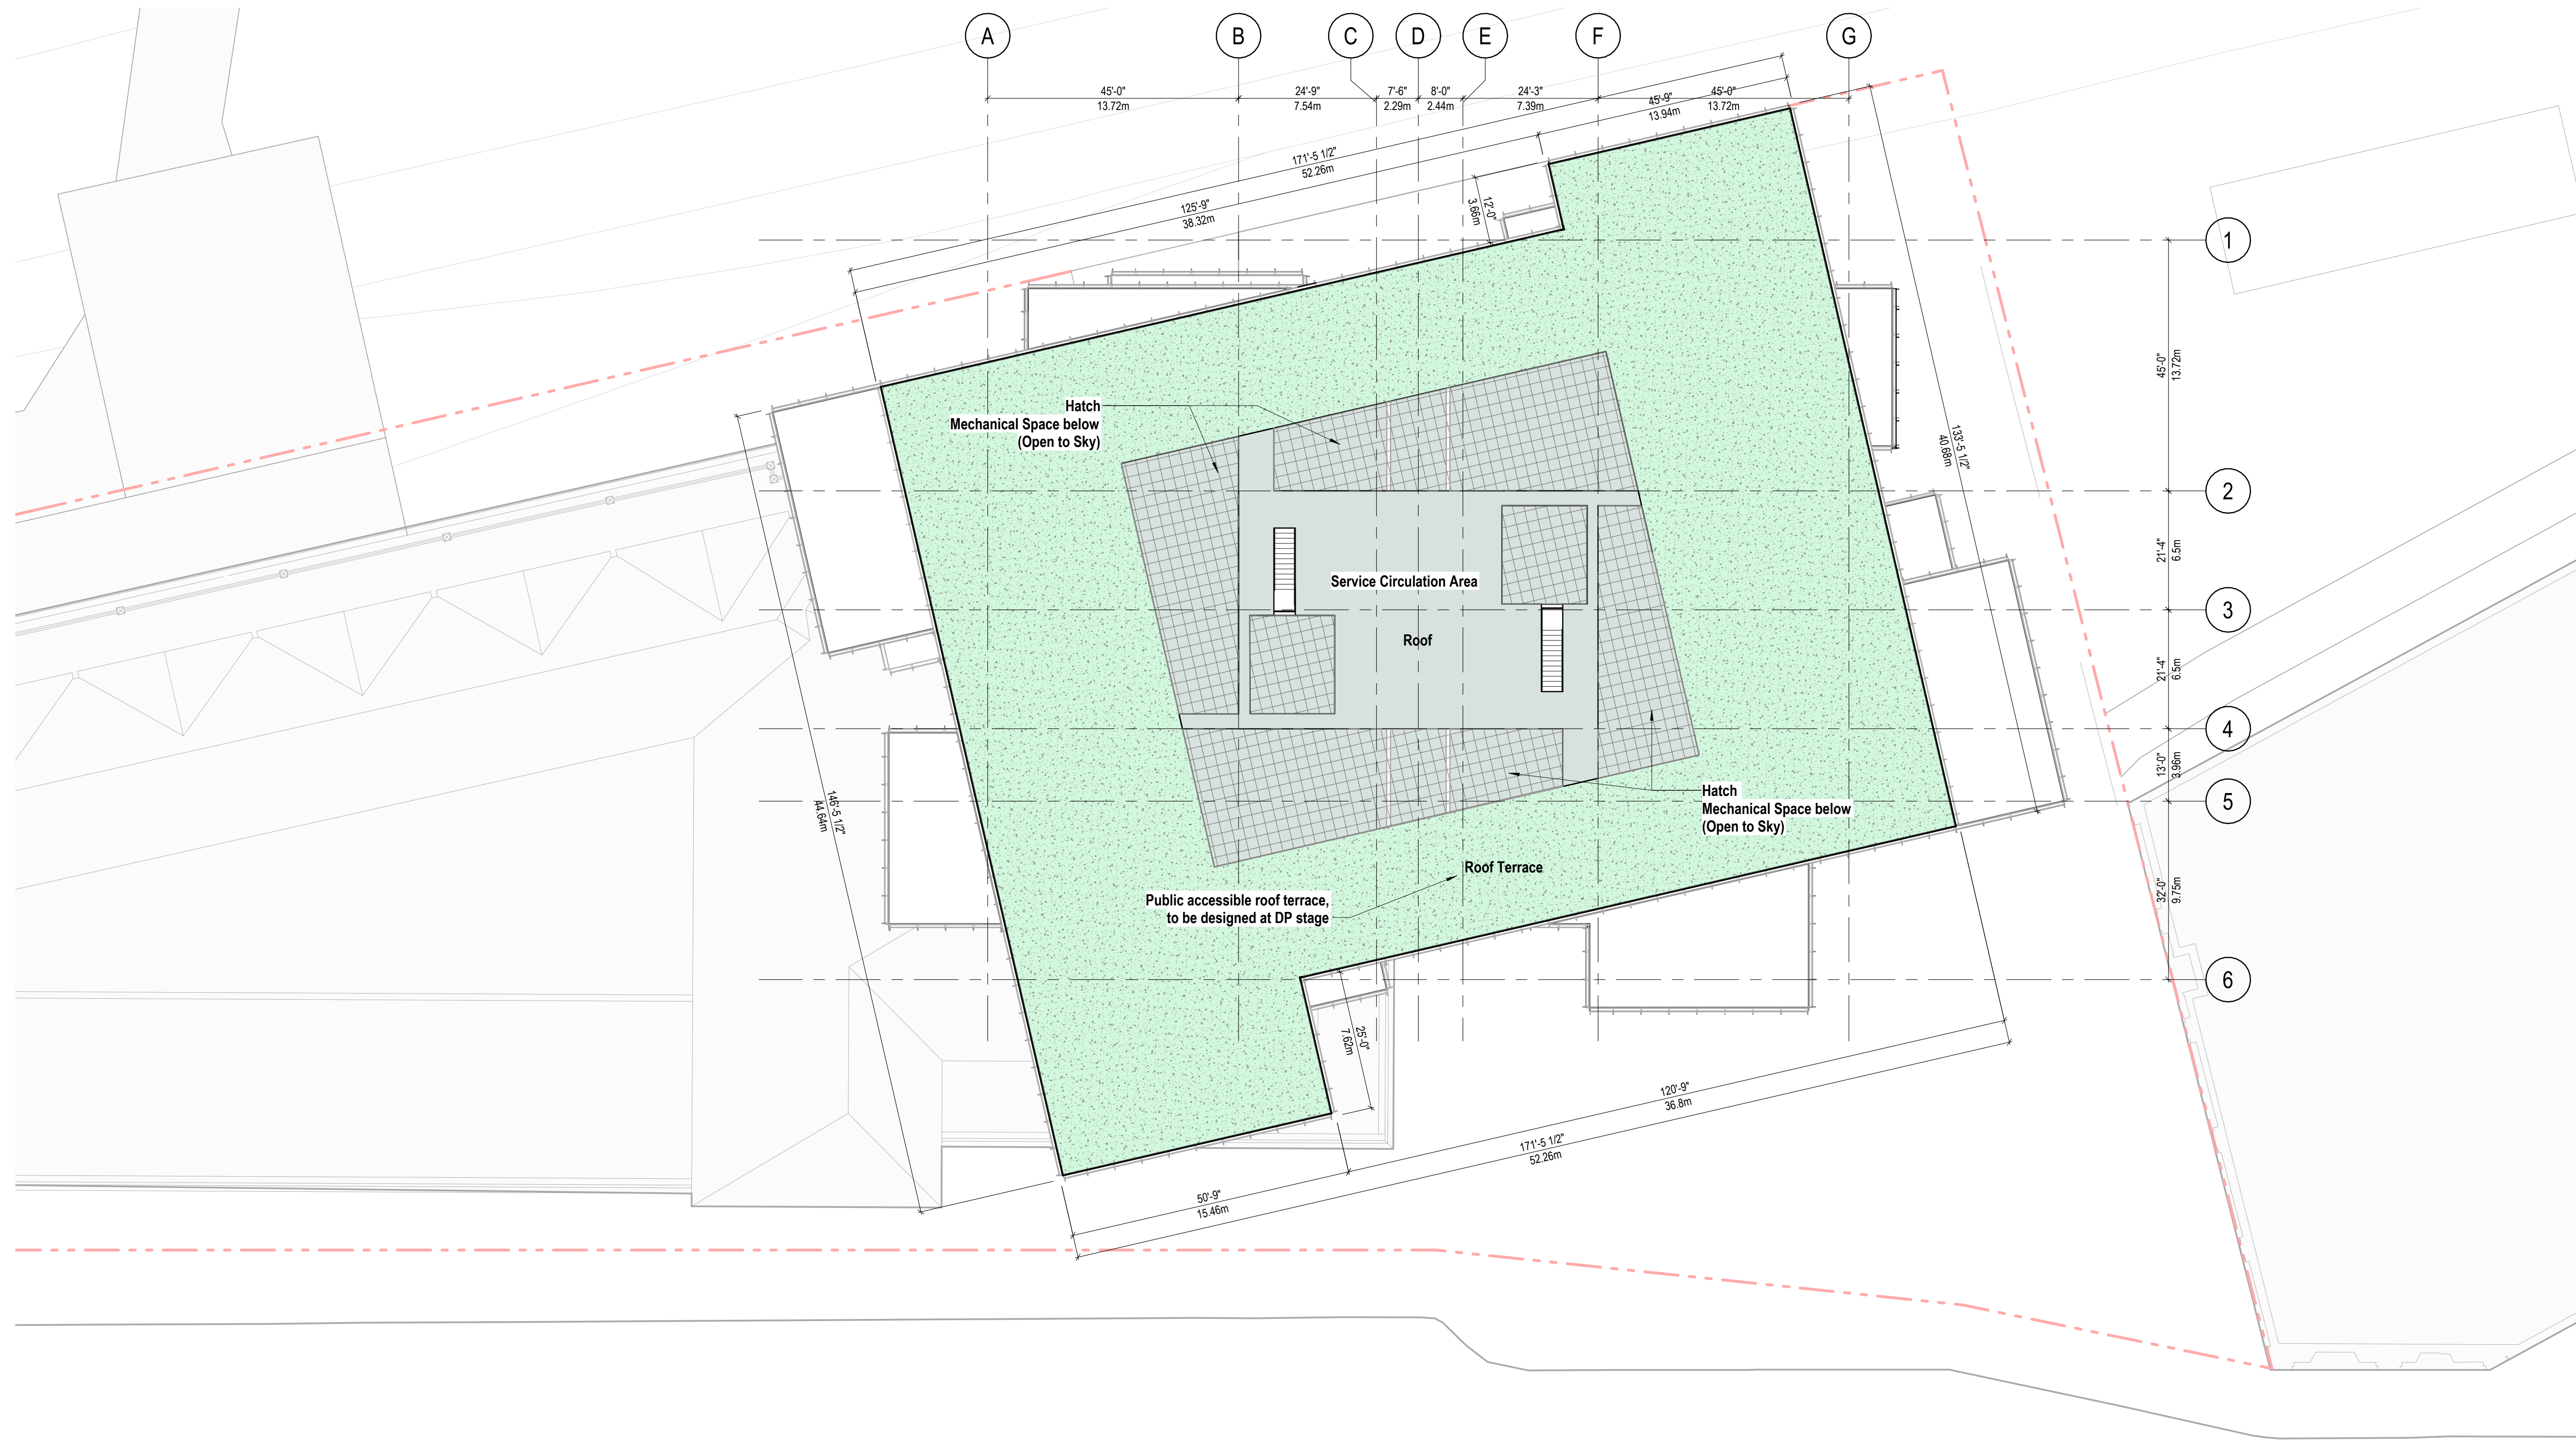 A
B
C
D
E
F
G
45'-0"
13.72m
24'-9"
7.54m
7'-6"
2.29m
8'-0"
2.44m
24'-3"
7.39m
45'-0"
13.72m
45'-9"
13.94m
171'-5 1/2"
52.26m
125'-9"
38.32m
12'-0"
3.66m
1
45'-0"
13.72m
133'-5 1/2"
40.68m
Hatch
Mechanical Space below
(Open to Sky)
2
21'-4"
6.5m
Service Circulation Area
3
Roof
21'-4"
6.5m
4
13'-0"
3.96m
Hatch
Mechanical Space below
(Open to Sky)
5
146'-5 1/2"
44.64m
Roof Terrace
Public accessible roof terrace,
to be designed at DP stage
32'-0"
9.75m
6
25'-0"
7.62m
120'-9"
36.8m
171'-5 1/2"
52.26m
50'-9"
15.46m